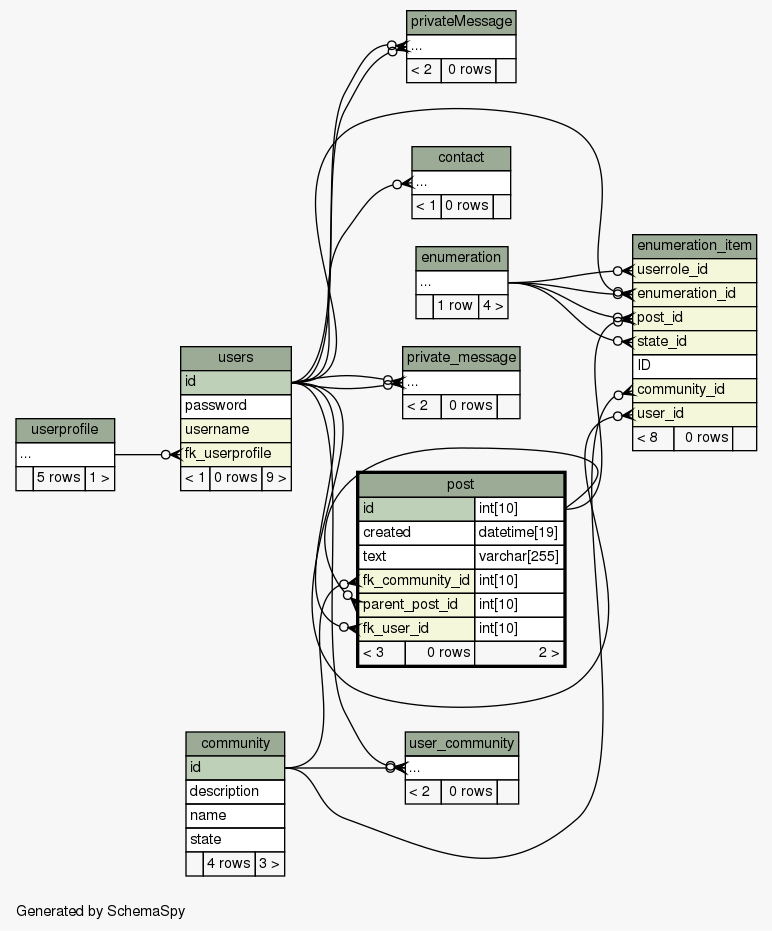 privateMessage
...
< 2 0 rows
contact
...
< 1 0 rows
enumeration
...
1 row 4 >
enumeration_item
userrole_id
enumeration_id
post_id
state_id
ID
community_id
user_id
< 8 0 rows
users
id
password
username
fk_userprofile
< 1 0 rows 9 >
private_message
...
< 2 0 rows
userprofile
...
5 rows 1 >
post
id int[10]
created datetime[19]
text varchar[255]
fk_community_id int[10]
parent_post_id int[10]
fk_user_id int[10]
< 3 0 rows 2 >
community
id
description
name
state
4 rows 3 >
user_community
...
< 2 0 rows
Generated by SchemaSpy